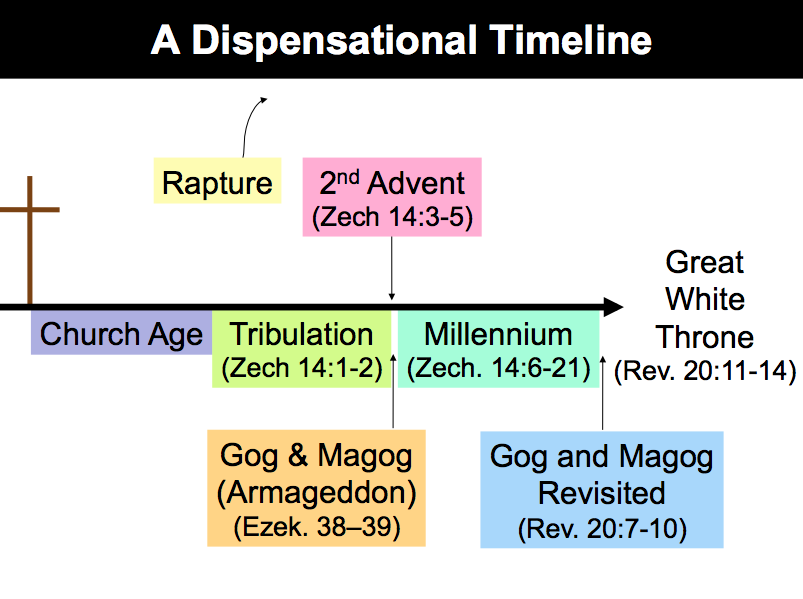 A Dispensational Timeline
Rapture
2nd Advent
(Zech 14:3-5)
Great
White
Throne
(Rev. 20:11-14)
Church Age
Tribulation
(Zech 14:1-2)
Millennium
(Zech. 14:6-21)
Gog & Magog
(Armageddon)
(Ezek. 38–39)
Gog and Magog
Revisited
(Rev. 20:7-10)